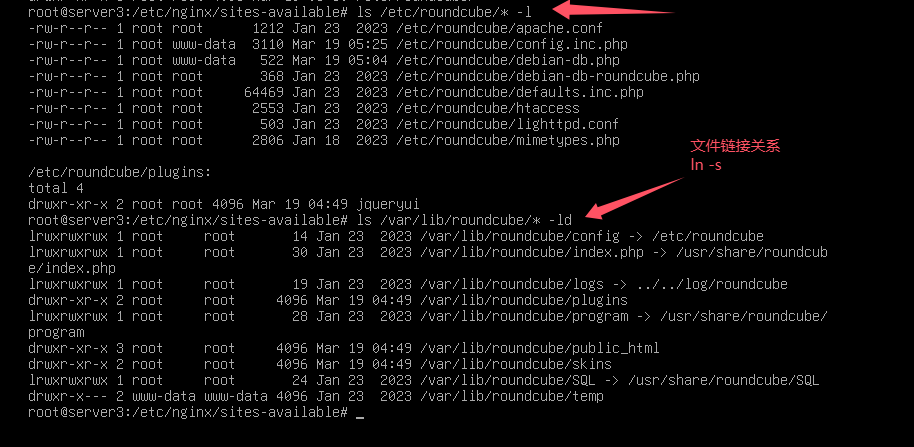 root@server3:/etc/nginx/sites-available# ls /etc/roundcube/* -l
-rw-r--r-- 1 root root      1212 Jan 23  2023 /etc/roundcube/apache.conf
-rw-r--r-- 1 root www-data  3110 Mar 19 05:25 /etc/roundcube/config.inc.php
-rw-r--r-- 1 root www-data   522 Mar 19 05:04 /etc/roundcube/debian-db.php
-rw-r--r-- 1 root root       368 Jan 23  2023 /etc/roundcube/debian-db-roundcube.php
-rw-r--r-- 1 root root     64469 Jan 23  2023 /etc/roundcube/defaults.inc.php
-rw-r--r-- 1 root root      2553 Jan 23  2023 /etc/roundcube/htaccess
-rw-r--r-- 1 root root       503 Jan 23  2023 /etc/roundcube/lighttpd.conf
-rw-r--r-- 1 root root      2806 Jan 18  2023 /etc/roundcube/mimetypes.php
文件链接关系
ln -s
/etc/roundcube/plugins:
total 4
drwxr-xr-x 2 root root 4096 Mar 19 04:49 jqueryui
root@server3:/etc/nginx/sites-available# ls /var/lib/roundcube/* -ld
lrwxrwxrwx 1 root     root       14 Jan 23  2023 /var/lib/roundcube/config -> /etc/roundcube
lrwxrwxrwx 1 root     root       30 Jan 23  2023 /var/lib/roundcube/index.php -> /usr/share/roundcub
e/index.php
lrwxrwxrwx 1 root     root       19 Jan 23  2023 /var/lib/roundcube/logs -> ../../log/roundcube
drwxr-xr-x 2 root     root     4096 Mar 19 04:49 /var/lib/roundcube/plugins
lrwxrwxrwx 1 root     root       28 Jan 23  2023 /var/lib/roundcube/program -> /usr/share/roundcube/
program
drwxr-xr-x 3 root     root     4096 Mar 19 04:49 /var/lib/roundcube/public_html
drwxr-xr-x 2 root     root     4096 Mar 19 04:49 /var/lib/roundcube/skins
lrwxrwxrwx 1 root     root       24 Jan 23  2023 /var/lib/roundcube/SQL -> /usr/share/roundcube/SQL
drwxr-x--- 2 www-data www-data 4096 Jan 23  2023 /var/lib/roundcube/temp
root@server3:/etc/nginx/sites-available# _